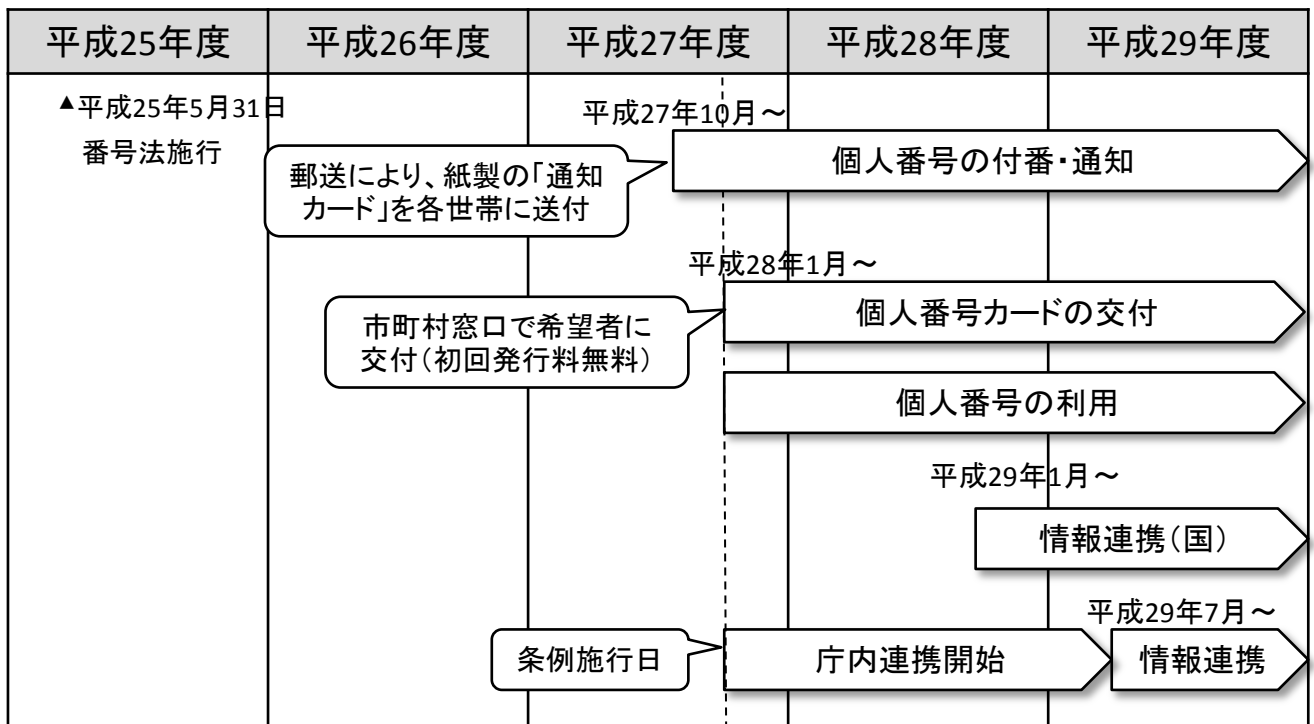 平成25年度
平成26年度
平成27年度
平成28年度
平成29年度
▲平成25年5月31日
番号法施行
平成27年10月～
郵送により、紙製の「通知
カード」を各世帯に送付
個人番号の付番・通知
平成28年1月～
市町村窓口で希望者に
交付（初回発行料無料）
個人番号カードの交付
個人番号の利用
平成29年1月～
情報連携（国）
平成29年7月～
条例施行日
庁内連携開始
情報連携